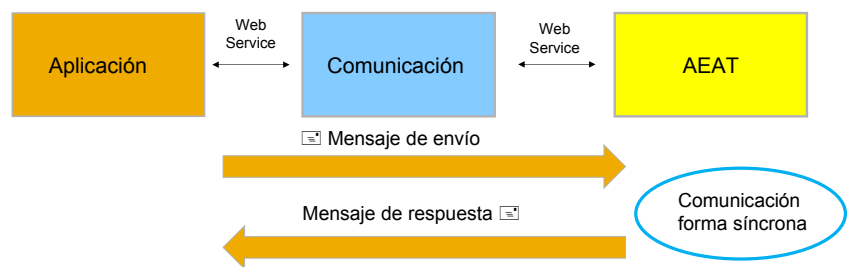 Aplicación
Web
Service
Comunicación
Web
Service
AEAT
Mensaje de envío
Mensaje de respuesta
Comunicación
forma síncrona